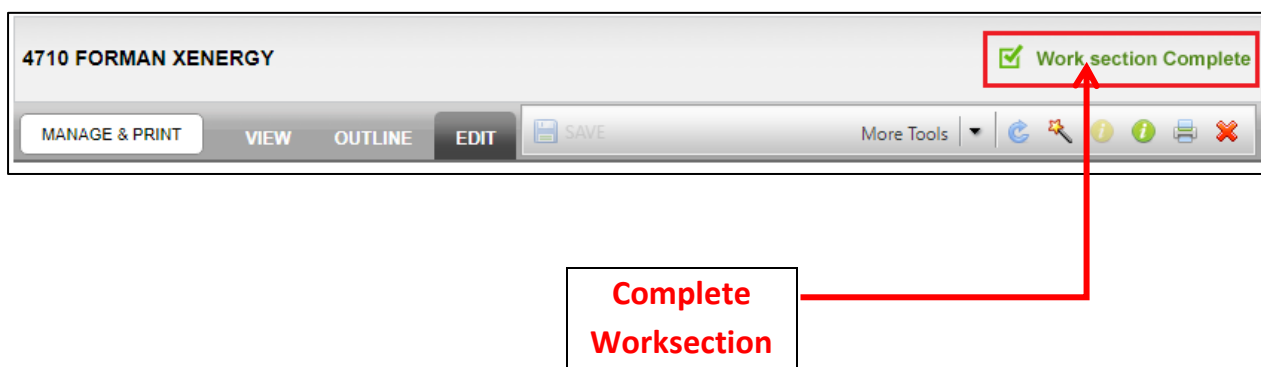 4710 FORMAN XENERGY
Work section Complete
MANAGE & PRINT VIEW OUTLINE EDIT SAVE More Tools
Complete
Worksection